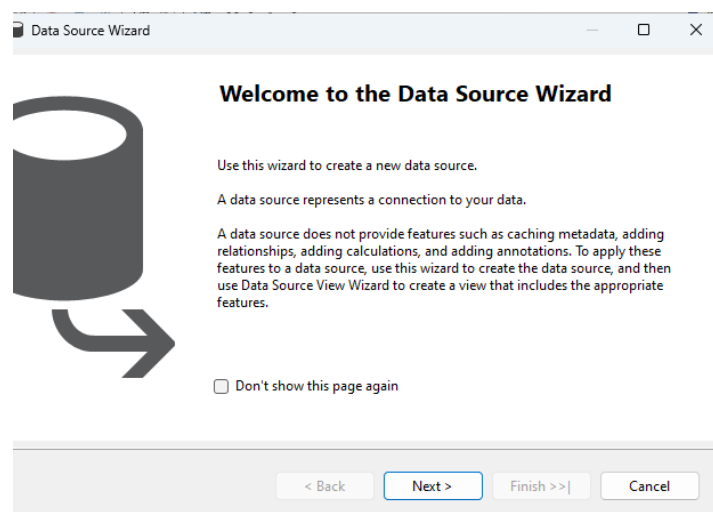 Data Source Wizard
Welcome to the Data Source Wizard
Use this wizard to create a new data source.
A data source represents a connection to your data.
A data source does not provide features such as caching metadata, adding
relationships, adding calculations, and adding annotations. To apply these
features to a data source, use this wizard to create the data source, and then
use Data Source View Wizard to create a view that includes the appropriate
features.
Don't show this page again
< Back Next > Finish >>| Cancel